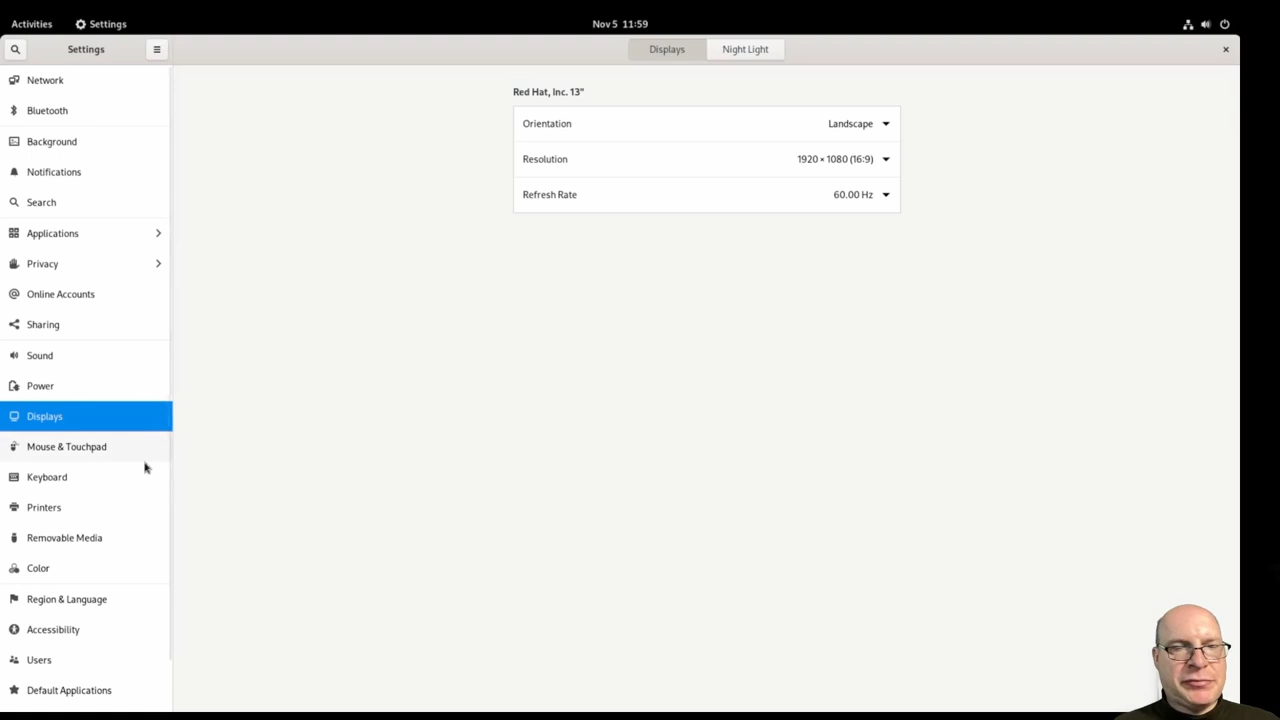 Activities Settings Nov 5 11:59
Settings Displays Night Light
Network
Bluetooth
Background
Notifications
Search
Applications
Privacy
Online Accounts
Sharing
Sound
Power
Displays
Mouse & Touchpad
Keyboard
Printers
Removable Media
Color
Region & Language
Accessibility
Users
Default Applications
Red Hat, Inc. 13"
Orientation Landscape
Resolution 1920 × 1080 (16:9)
Refresh Rate 60.00 Hz